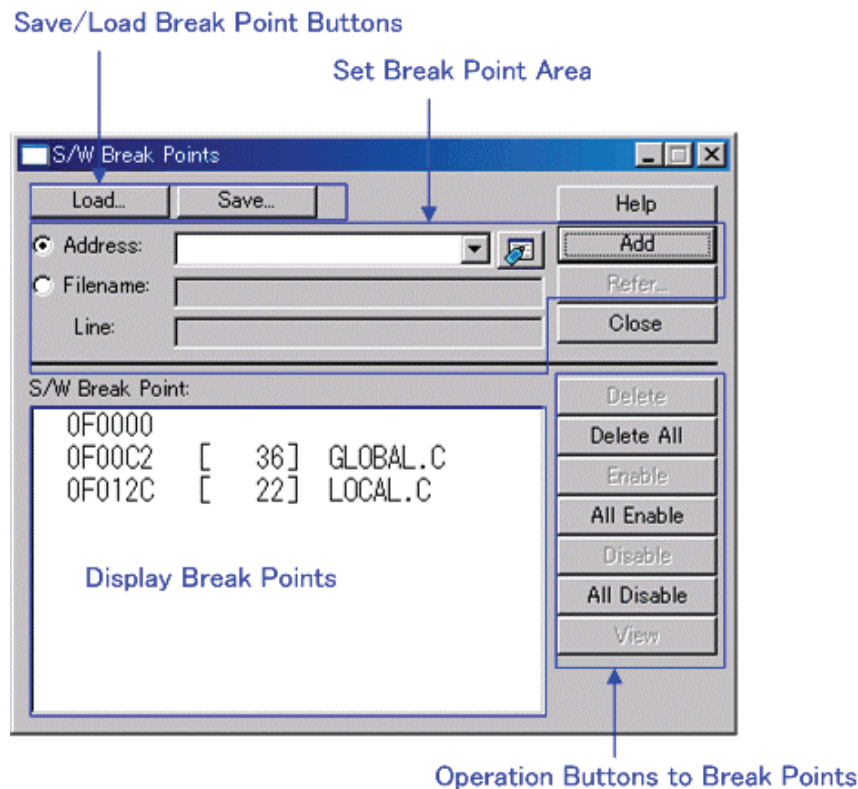 Save/Load Break Point Buttons
Set Break Point Area
S/W Break Points
Load...
Save...
Help
Address:
Add
Filename:
Refer...
Line:
Close
S/W Break Point:
Delete
0F0000
Delete All
0F00C2 [ 36] GLOBAL.C
Enable
0F012C [ 22] LOCAL.C
All Enable
Disable
Display Break Points
All Disable
View
Operation Buttons to Break Points